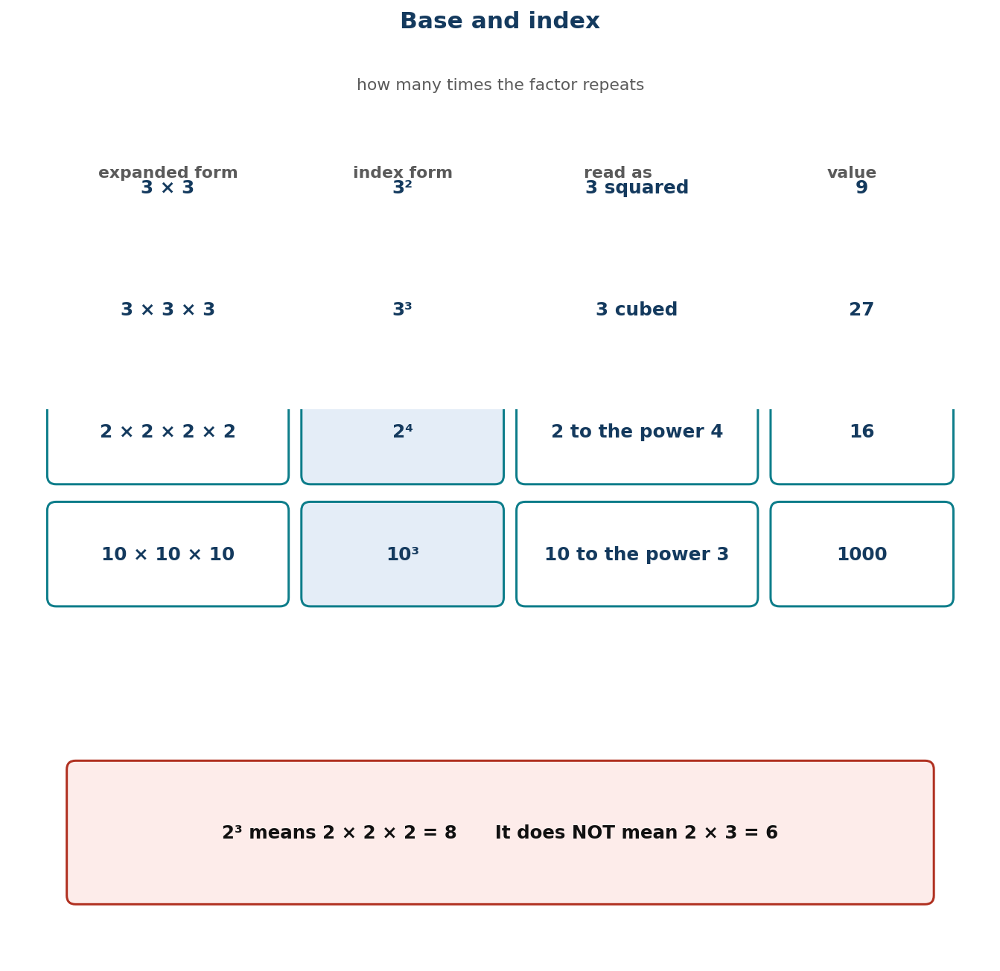 Base and index
how many times the factor repeats
expanded form index form read as value
3 × 3 3² 3 squared 9
3 × 3 × 3 3³ 3 cubed 27
2 × 2 × 2 × 2 2⁴ 2 to the power 4 16
10 × 10 × 10 10³ 10 to the power 3 1000
2³ means 2 × 2 × 2 = 8 It does NOT mean 2 × 3 = 6